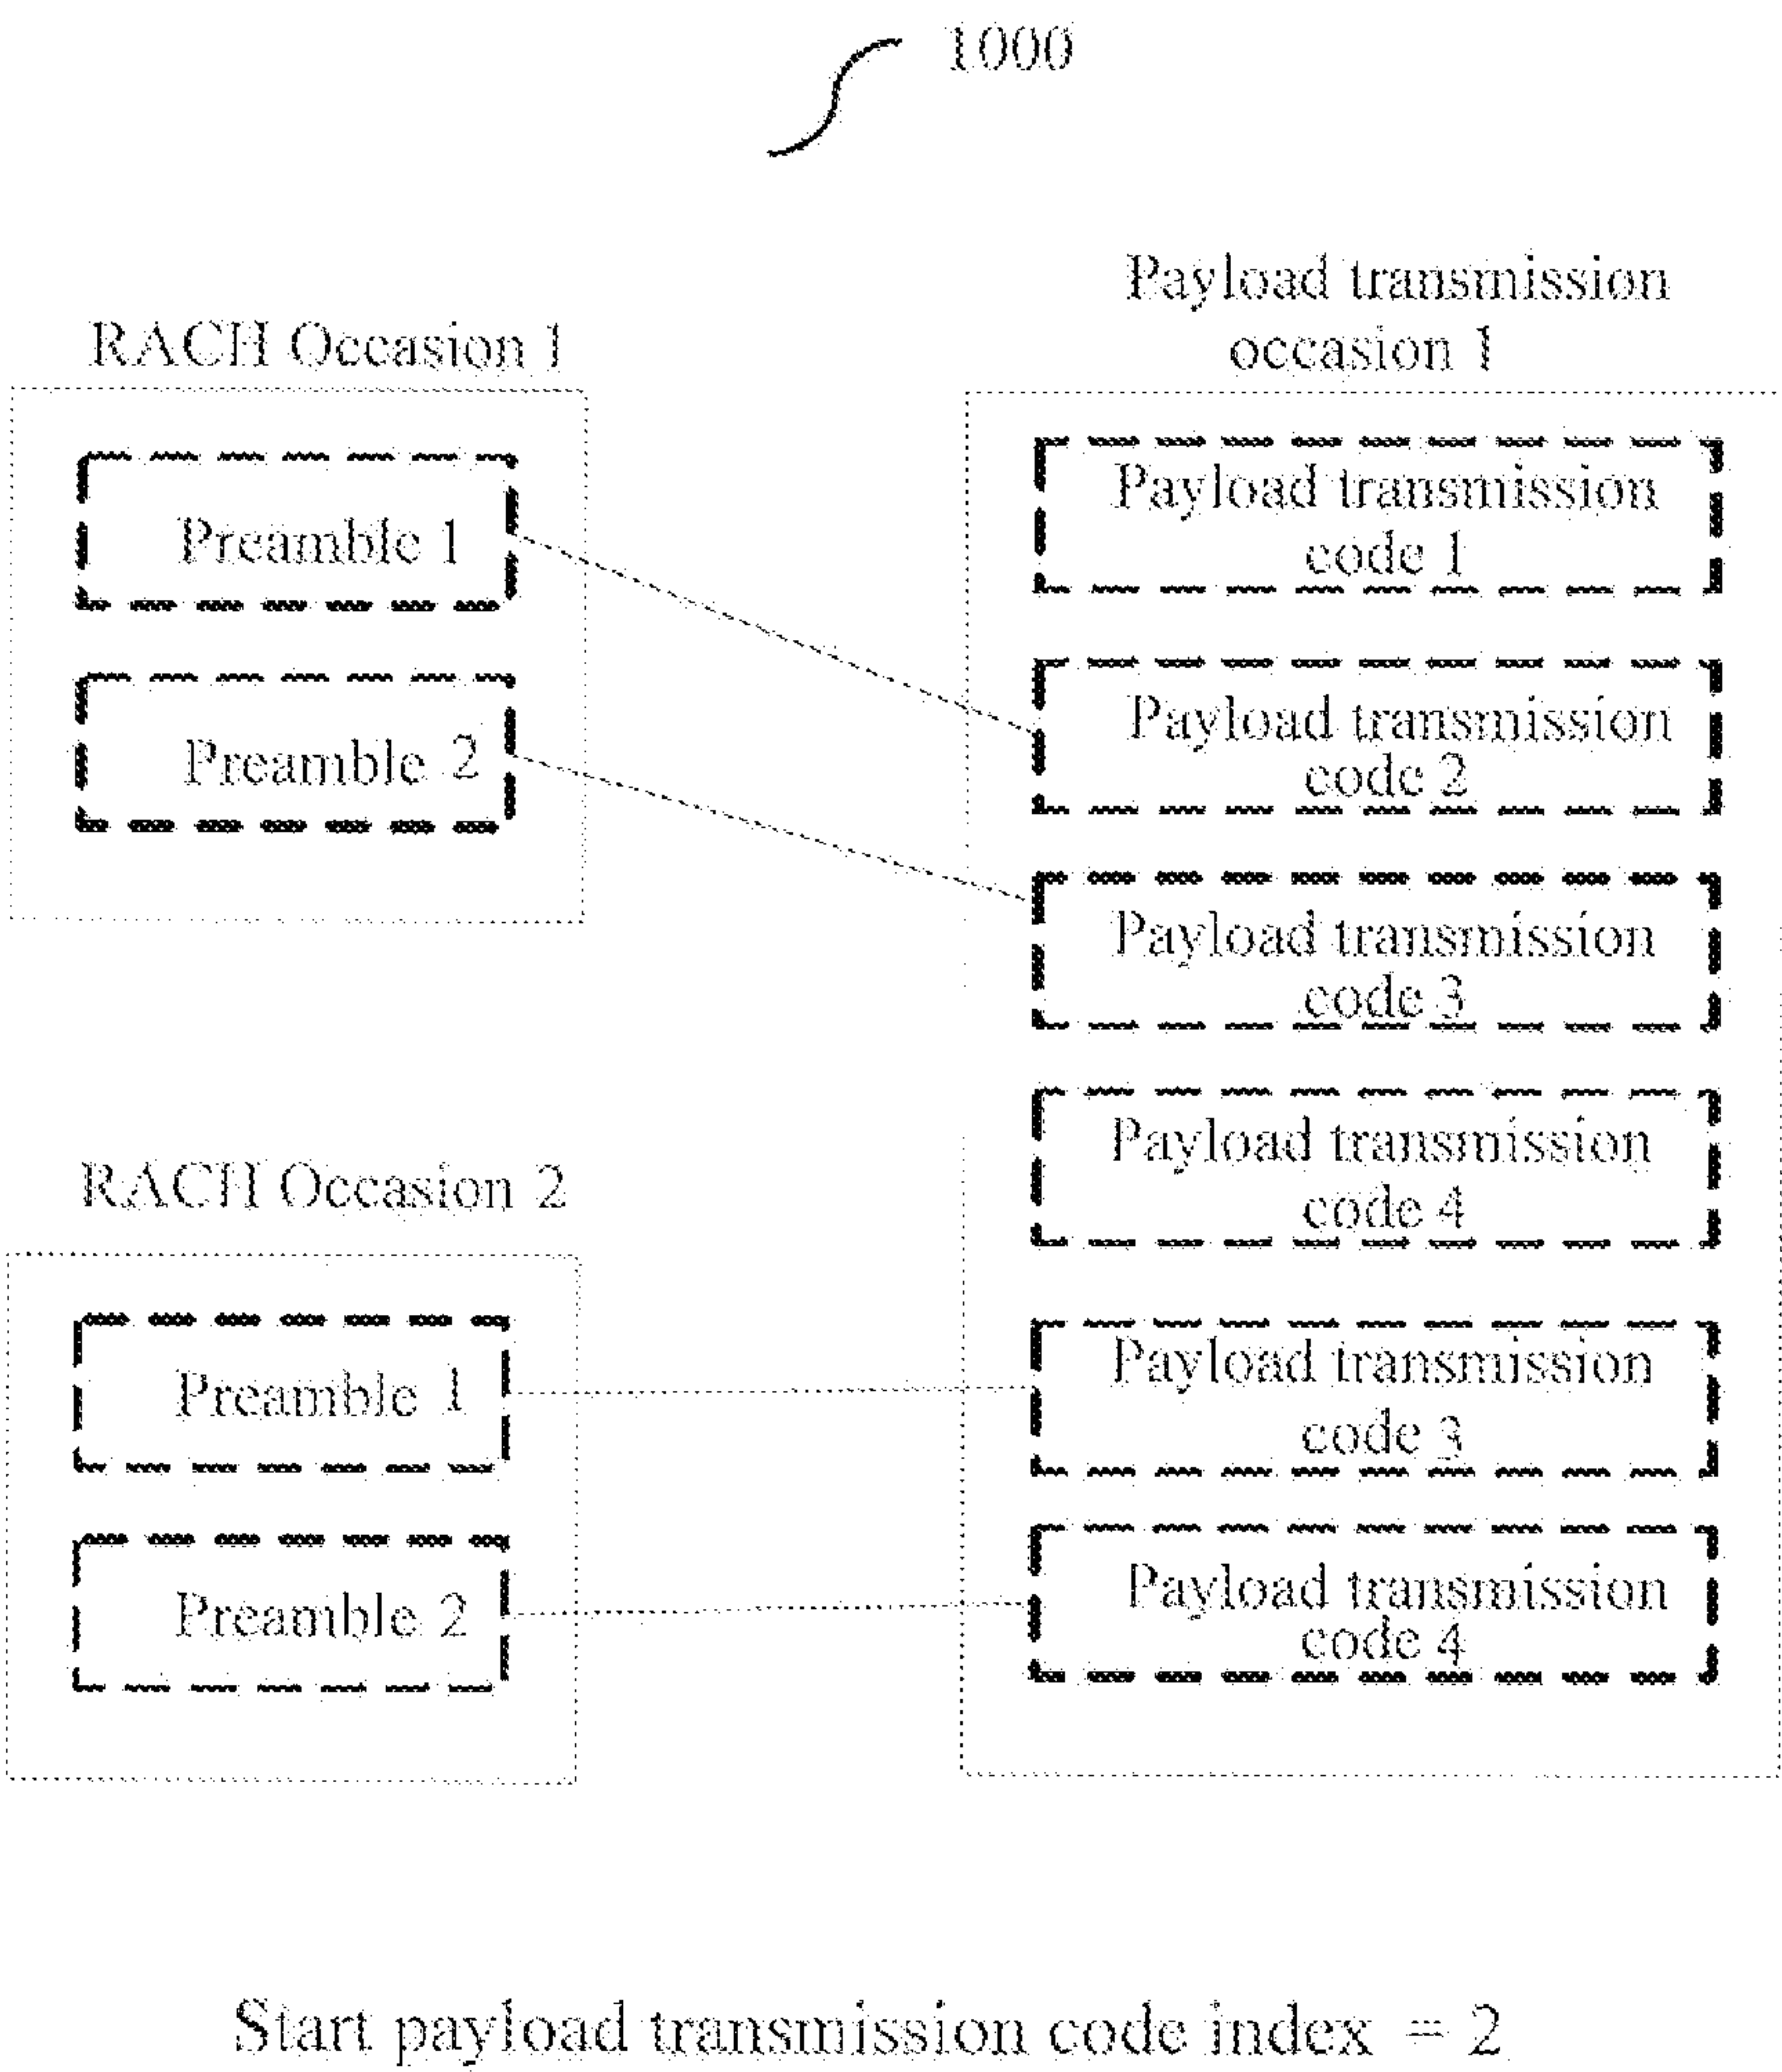 1000
RACH Occasion 1
Preamble 1
Preamble 2
RACH Occasion 2
Preamble 1
Preamble 2
Payload transmission
occasion 1
Payload transmission
code 1
Payload transmission
code 2
Payload transmission
code 3
Payload transmission
code 4
Payload transmission
code 3
Payload transmission
code 4
Start payload transmission code index = 2